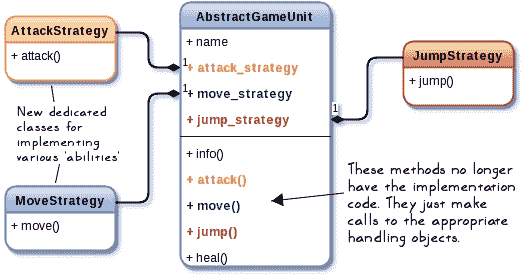 AttackStrategy
+ attack()
New dedicated
classes for
implementing
various 'abilities'
MoveStrategy
+ move()
AbstractGameUnit
+ name
1
+ attack_strategy
1
+ move_strategy
+ jump_strategy
1
+ info()
+ attack()
+ move()
+ jump()
+ heal()
JumpStrategy
+ jump()
These methods no longer
have the implementation
code. They just make
calls to the appropriate
handling objects.